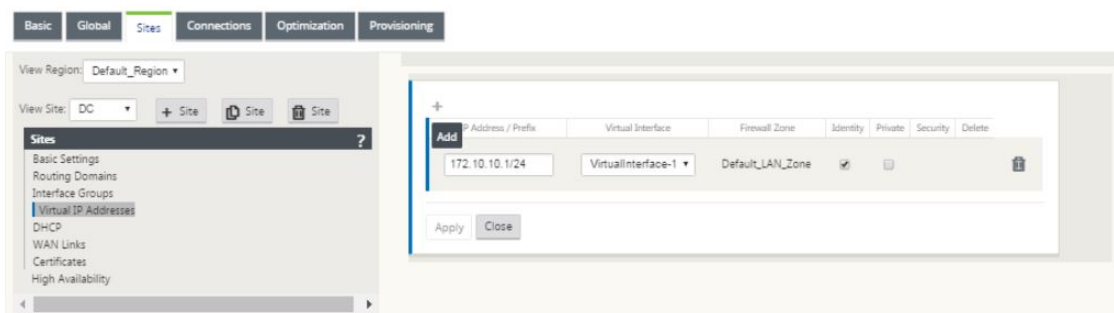 Basic Global Sites Connections Optimization Provisioning
View Region: Default_Region
View Site: DC + Site Site Site
Sites ?
Basic Settings
Routing Domains
Interface Groups
Virtual IP Addresses
DHCP
WAN Links
Certificates
High Availability
+
Add
IP Address / Prefix Virtual Interface Firewall Zone Identity Private Security Delete
172.10.10.1/24 VirtualInterface-1 Default_LAN_Zone
Apply Close